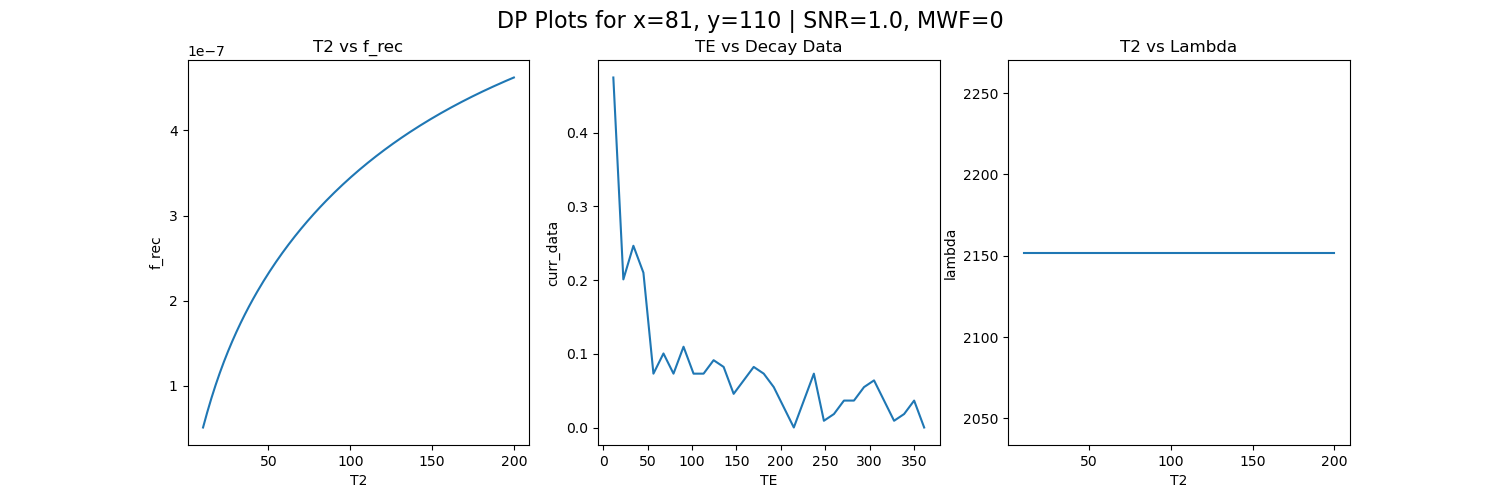 DP Plots for x=81, y=110 | SNR=1.0, MWF=0
T2 vs f_rec
1e−7
4
3
2
1
f_rec
50 100 150 200
T2
TE vs Decay Data
0.4
0.3
0.2
0.1
0.0
curr_data
0 50 100 150 200 250 300 350
TE
T2 vs Lambda
2250
2200
2150
2100
2050
lambda
50 100 150 200
T2